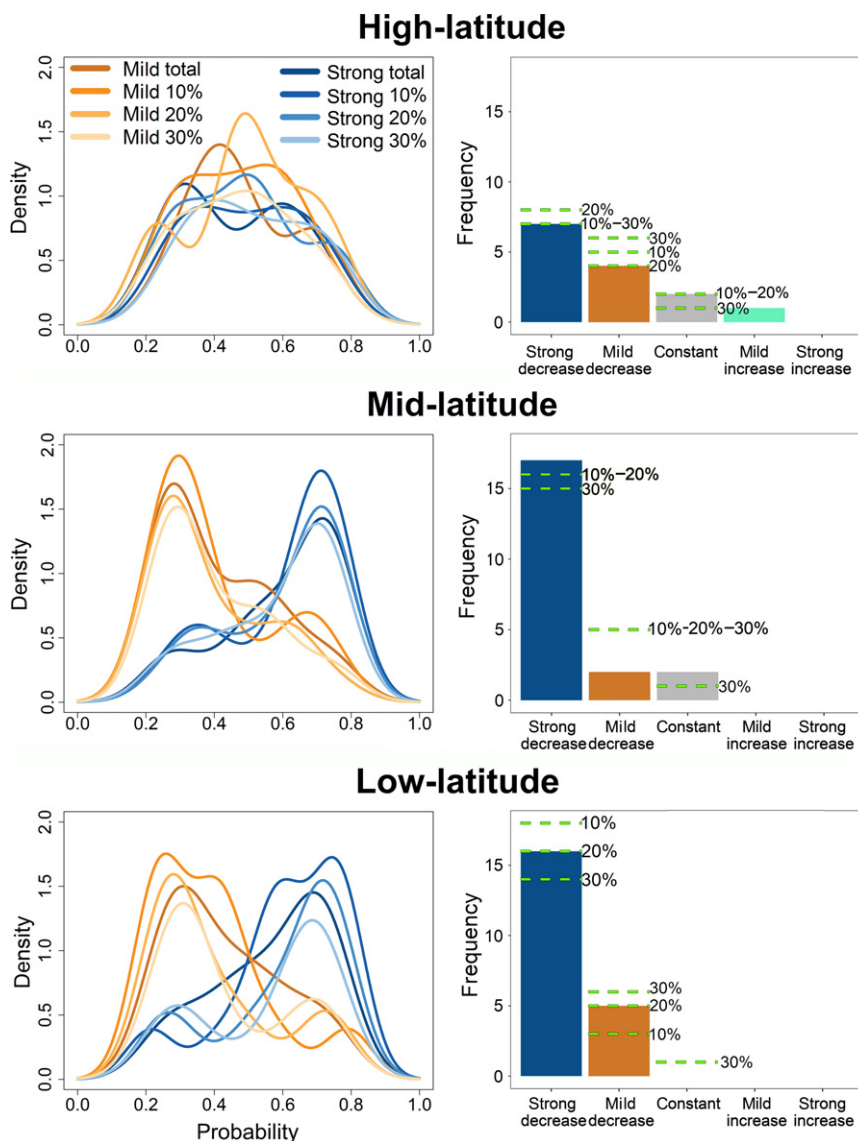 High-latitude
Mild total
Mild 10%
Mild 20%
Mild 30%
Strong total
Strong 10%
Strong 20%
Strong 30%
Density
2.0
1.5
1.0
0.5
0.0
0.0 0.2 0.4 0.6 0.8 1.0
Frequency
15
10
5
0
20%
10%–30%
30%
10%
20%
10%–20%
30%
Strong decrease
Mild decrease
Constant
Mild increase
Strong increase
Mid-latitude
Density
2.0
1.5
1.0
0.5
0.0
0.0 0.2 0.4 0.6 0.8 1.0
Frequency
15
10
5
0
10%–20%
30%
10%-20%–30%
30%
Strong decrease
Mild decrease
Constant
Mild increase
Strong increase
Low-latitude
Density
2.0
1.5
1.0
0.5
0.0
0.0 0.2 0.4 0.6 0.8 1.0
Probability
Frequency
15
10
5
0
10%
20%
30%
30%
20%
10%
30%
Strong decrease
Mild decrease
Constant
Mild increase
Strong increase